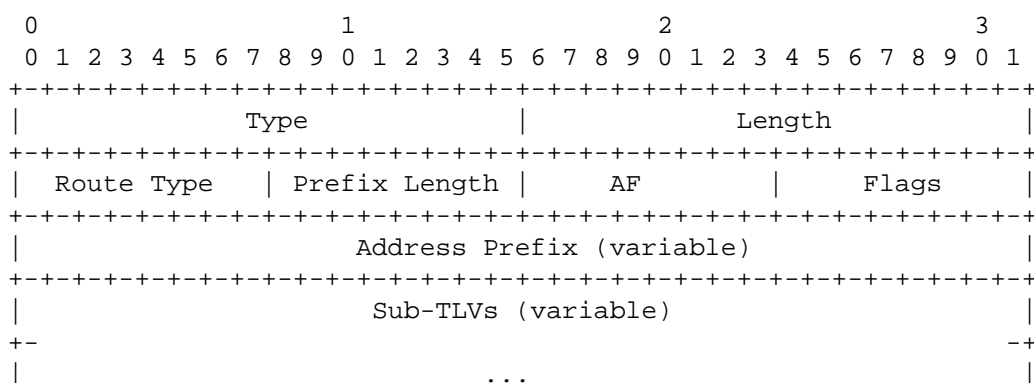 0                   1                   2                   3
 0 1 2 3 4 5 6 7 8 9 0 1 2 3 4 5 6 7 8 9 0 1 2 3 4 5 6 7 8 9 0 1
+-+-+-+-+-+-+-+-+-+-+-+-+-+-+-+-+-+-+-+-+-+-+-+-+-+-+-+-+-+-+-+-+
|              Type             |             Length            |
+-+-+-+-+-+-+-+-+-+-+-+-+-+-+-+-+-+-+-+-+-+-+-+-+-+-+-+-+-+-+-+-+
|  Route Type   | Prefix Length |     AF        |     Flags     |
+-+-+-+-+-+-+-+-+-+-+-+-+-+-+-+-+-+-+-+-+-+-+-+-+-+-+-+-+-+-+-+-+
|                     Address Prefix (variable)                 |
+-+-+-+-+-+-+-+-+-+-+-+-+-+-+-+-+-+-+-+-+-+-+-+-+-+-+-+-+-+-+-+-+
|                      Sub-TLVs (variable)                      |
+-                                                             -+
|                             ...                               |